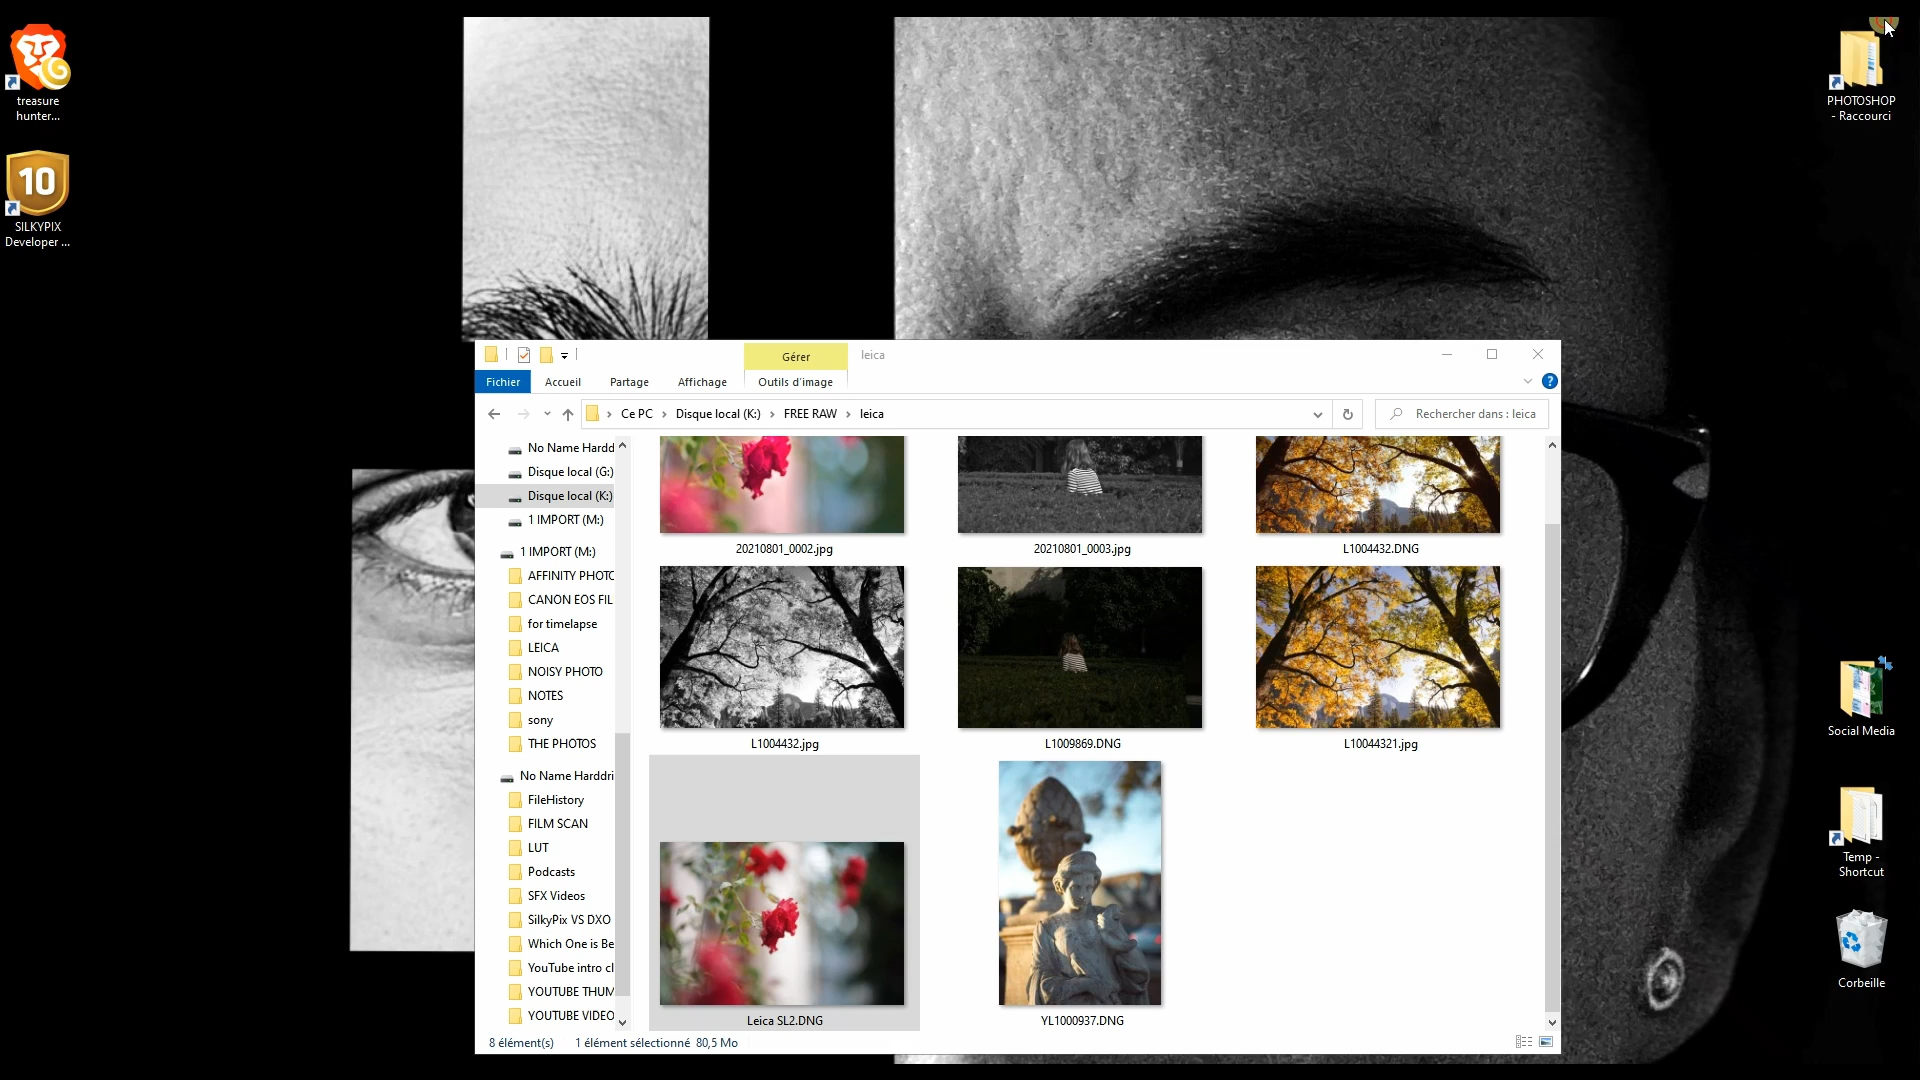 treasure
hunter...
10
SILKYPIX
Developer ...
PHOTOSHOP
- Raccourci
Social Media
Temp -
Shortcut
Corbeille
Gérer
leica
Fichier
Accueil
Partage
Affichage
Outils d'image
?
Ce PC
Disque local (K:)
FREE RAW
leica
Rechercher dans : leica
No Name Hardd
Disque local (G:)
Disque local (K:)
1 IMPORT (M:)
1 IMPORT (M:)
AFFINITY PHOTO
CANON EOS FIL
for timelapse
LEICA
NOISY PHOTO
NOTES
sony
THE PHOTOS
No Name Harddri
FileHistory
FILM SCAN
LUT
Podcasts
SFX Videos
SilkyPix VS DXO
Which One is Be
YouTube intro cl
YOUTUBE THUM
YOUTUBE VIDEO
20210801_0002.jpg
20210801_0003.jpg
L1004432.DNG
L1004432.jpg
L1009869.DNG
L10044321.jpg
Leica SL2.DNG
YL1000937.DNG
8 élément(s)
1 élément sélectionné 80,5 Mo